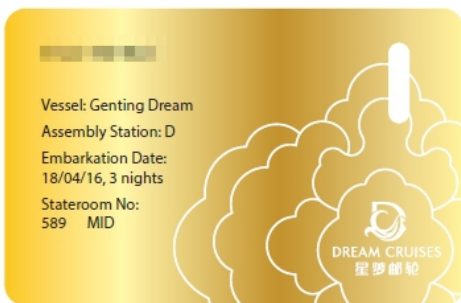 Vessel: Genting Dream
Assembly Station: D
Embarkation Date:
18/04/16, 3 nights
Stateroom No:
589 MID
DREAM CRUISES
星梦邮轮